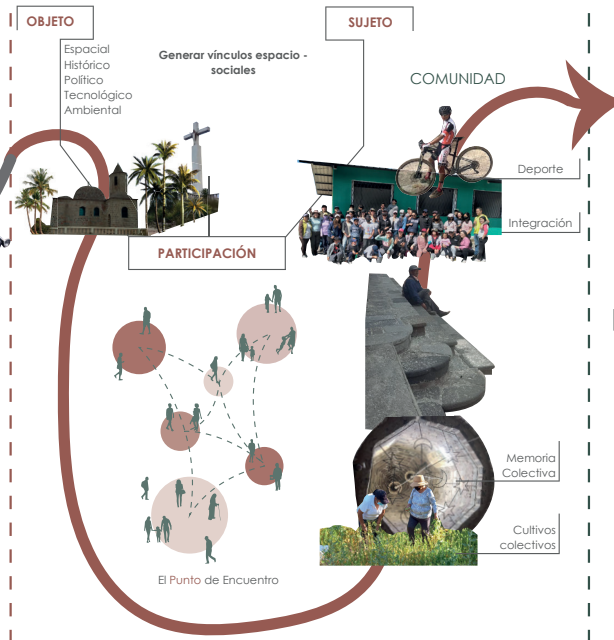 OBJETO
Espacial
Histórico
Político
Tecnológico
Ambiental
Generar vínculos espacio -
sociales
SUJETO
COMUNIDAD
Deporte
Integración
PARTICIPACIÓN
Memoria
Colectiva
Cultivos
colectivos
El Punto de Encuentro